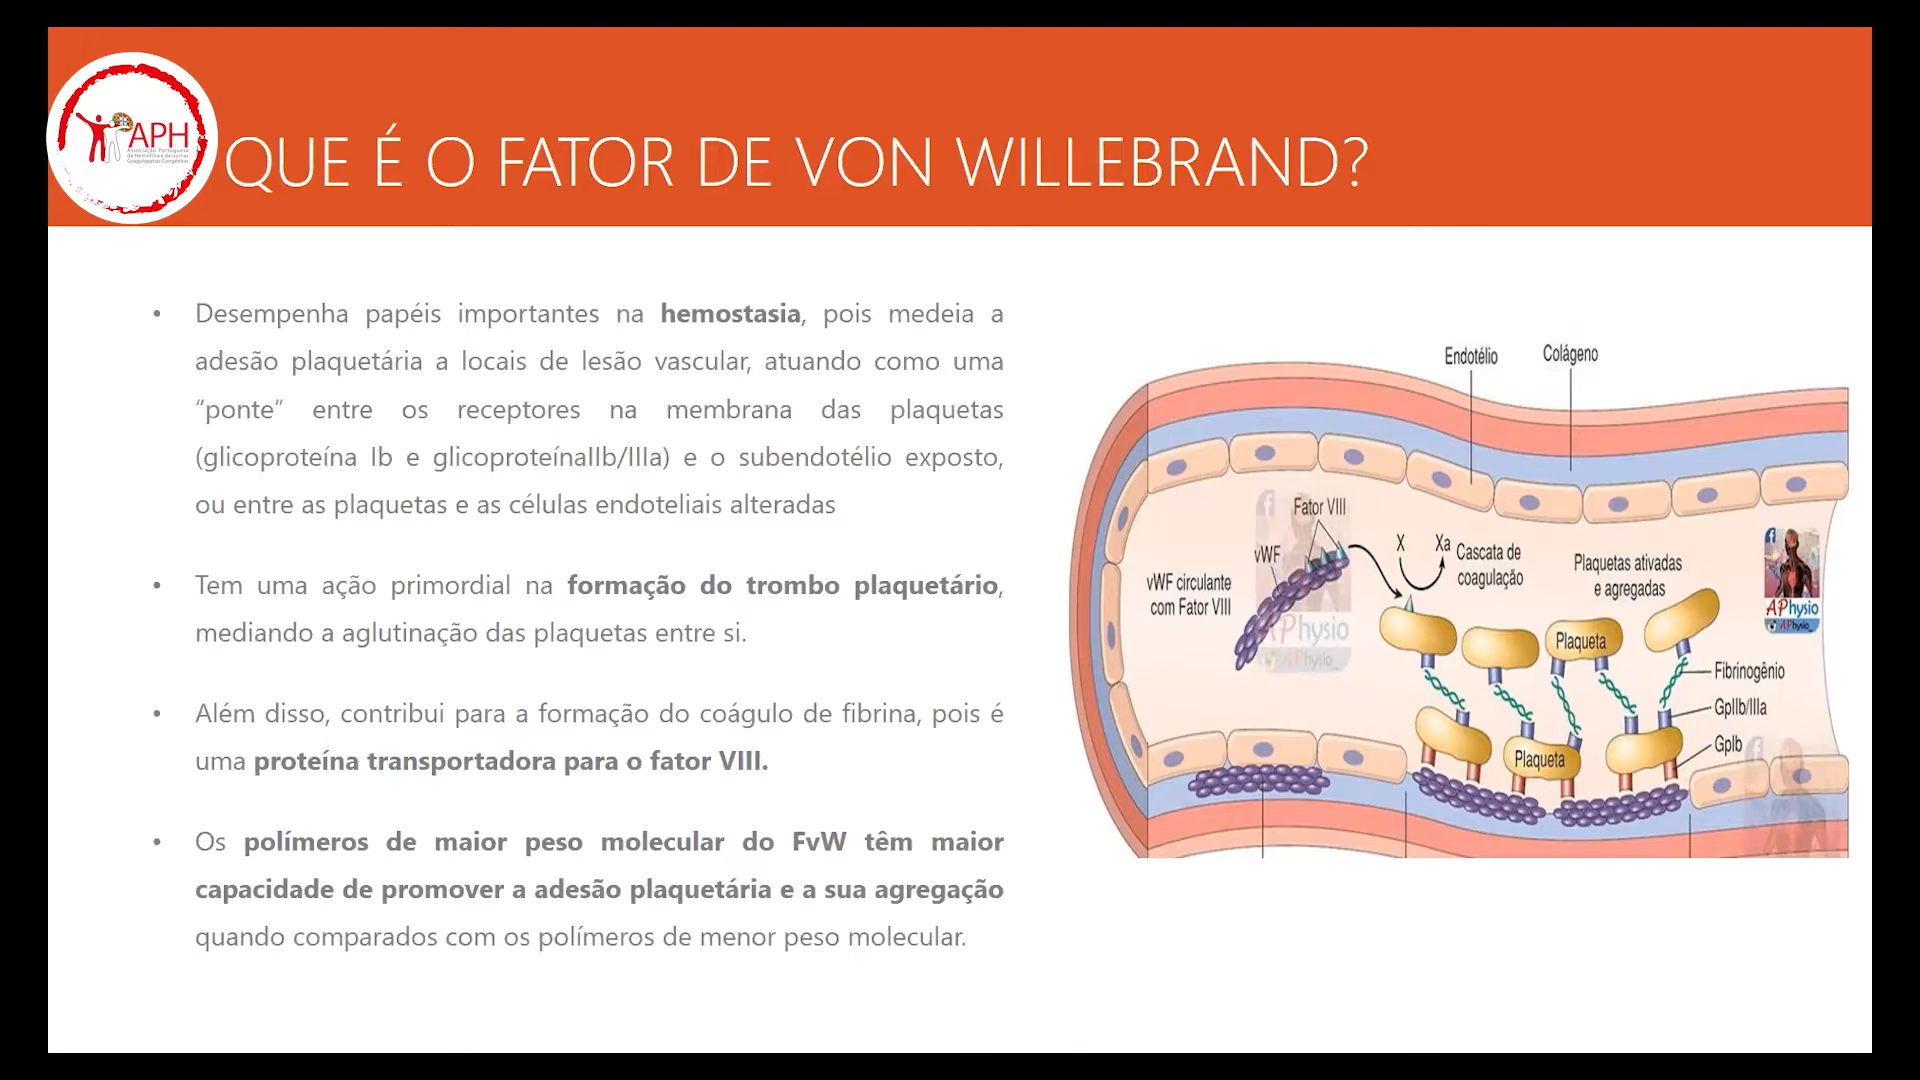 APH
Associação Portuguesa
de Hemofilia e de outras
Coagulopatias Congénitas
QUE É O FATOR DE VON WILLEBRAND?
• Desempenha papéis importantes na hemostasia, pois medeia a
adesão plaquetária a locais de lesão vascular, atuando como uma
“ponte” entre os receptores na membrana das plaquetas
(glicoproteína Ib e glicoproteínaIIb/IIIa) e o subendotélio exposto,
ou entre as plaquetas e as células endoteliais alteradas
• Tem uma ação primordial na formação do trombo plaquetário,
mediando a aglutinação das plaquetas entre si.
• Além disso, contribui para a formação do coágulo de fibrina, pois é
uma proteína transportadora para o fator VIII.
• Os polímeros de maior peso molecular do FvW têm maior
capacidade de promover a adesão plaquetária e a sua agregação
quando comparados com os polímeros de menor peso molecular.
Endotélio
Colágeno
Fator VIII
vWF
vWF circulante
com Fator VIII
X
Xa
Cascata de
coagulação
Plaquetas ativadas
e agregadas
APhysio
APhysio_
APhysio
APhysio_
Plaqueta
Fibrinogênio
GpIIb/IIIa
GpIb
Plaqueta